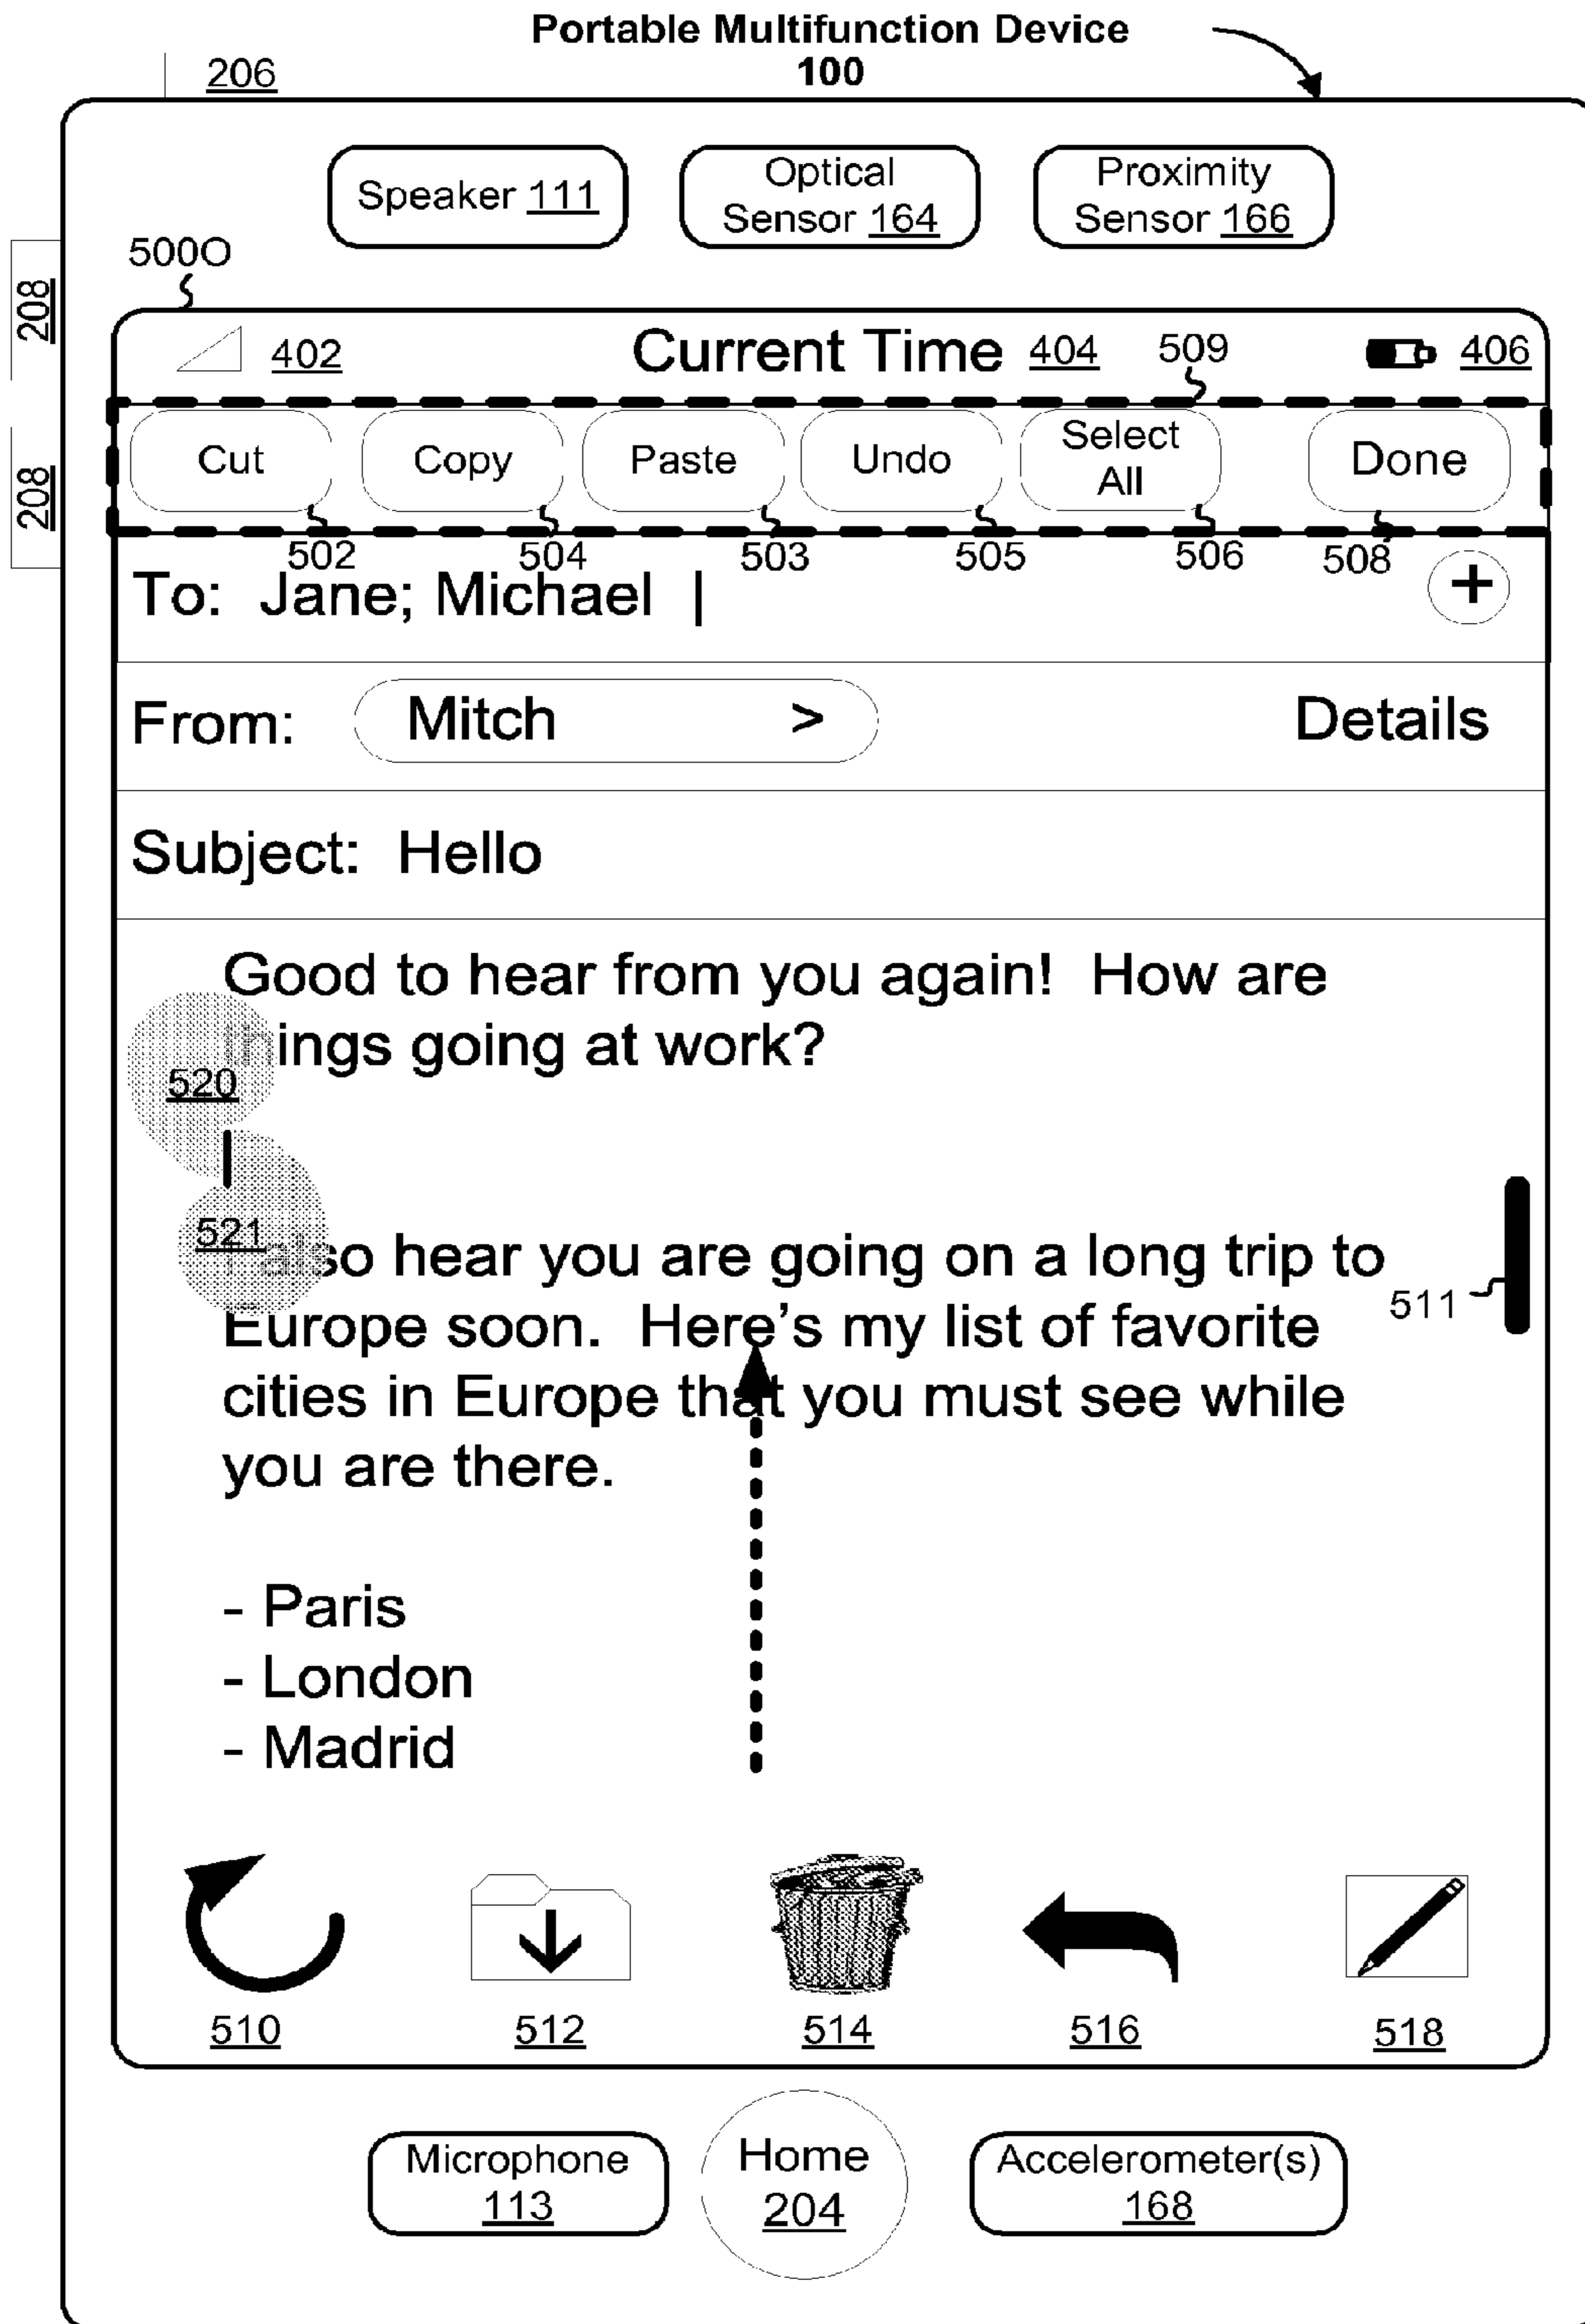 Portable Multifunction Device
100
206
Speaker 111
Optical
Sensor 164
Proximity
Sensor 166
500O
208
208
402
Current Time 404
509
406
Cut
Copy
Paste
Undo
Select
All
Done
502
504
503
505
506
508
To: Jane; Michael |
+
From: Mitch >
Details
Subject: Hello
Good to hear from you again! How are
things going at work?
520
521
I also hear you are going on a long trip to
Europe soon. Here's my list of favorite
511
cities in Europe that you must see while
you are there.
- Paris
- London
- Madrid
510
512
514
516
518
Microphone
113
Home
204
Accelerometer(s)
168